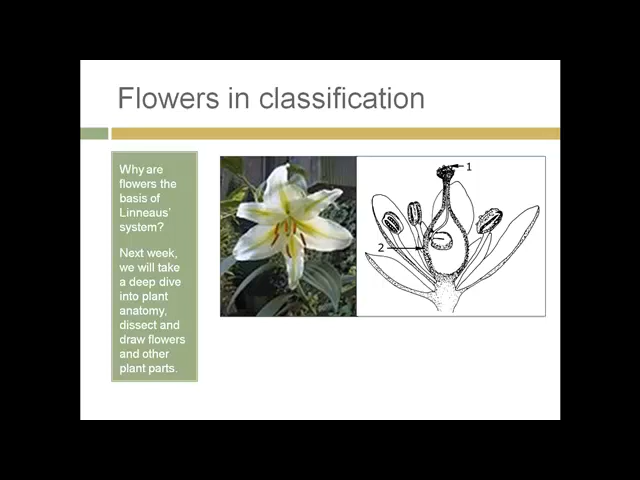 Flowers in classification
Why are
flowers the
basis of
Linneaus'
system?
Next week,
we will take
a deep dive
into plant
anatomy,
dissect and
draw flowers
and other
plant parts.
1
2